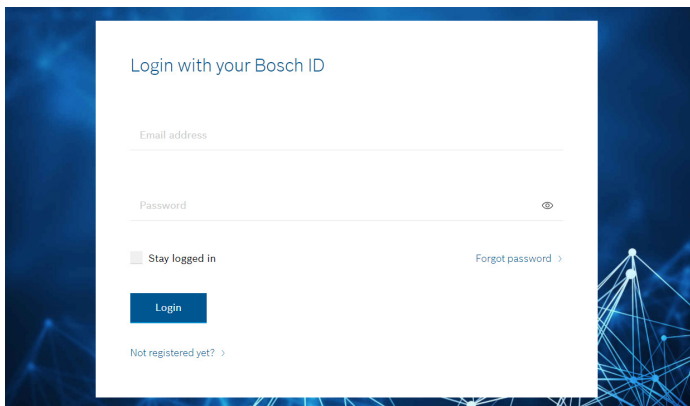 Login with your Bosch ID
Email address
Password
Stay logged in
Forgot password
Login
Not registered yet?